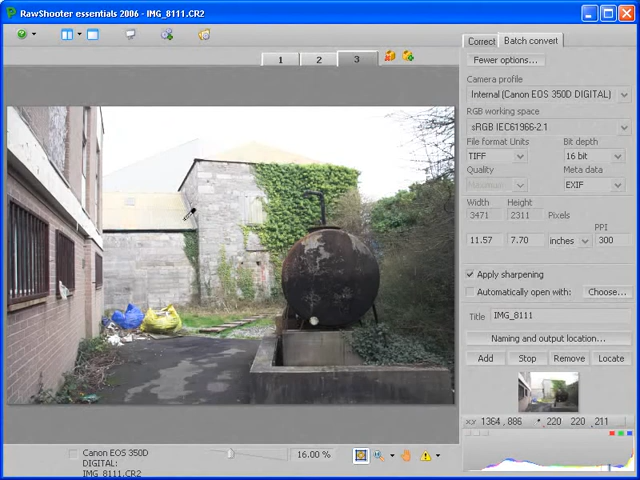 RawShooter essentials 2006 - IMG_8111.CR2
1 2 3
Correct Batch convert
Fewer options...
Camera profile
Internal (Canon EOS 350D DIGITAL)
RGB working space
sRGB IEC61966-2.1
File format Units Bit depth
TIFF 16 bit
Quality Meta data
Maximum EXIF
Width Height
3471 2311 Pixels
PPI
11.57 7.70 inches 300
Apply sharpening
Automatically open with: Choose...
Title IMG_8111
Naming and output location...
Add Stop Remove Locate
xy 1364 , 886 220 220 211
Canon EOS 350D
DIGITAL:
IMG_8111.CR2
16.00 %